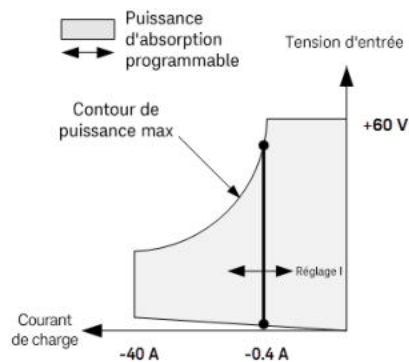 Puissance
d'absorption
programmable
Tension d'entrée
Contour de
puissance max
+60 V
Réglage I
Courant
de charge
-40 A
-0.4 A